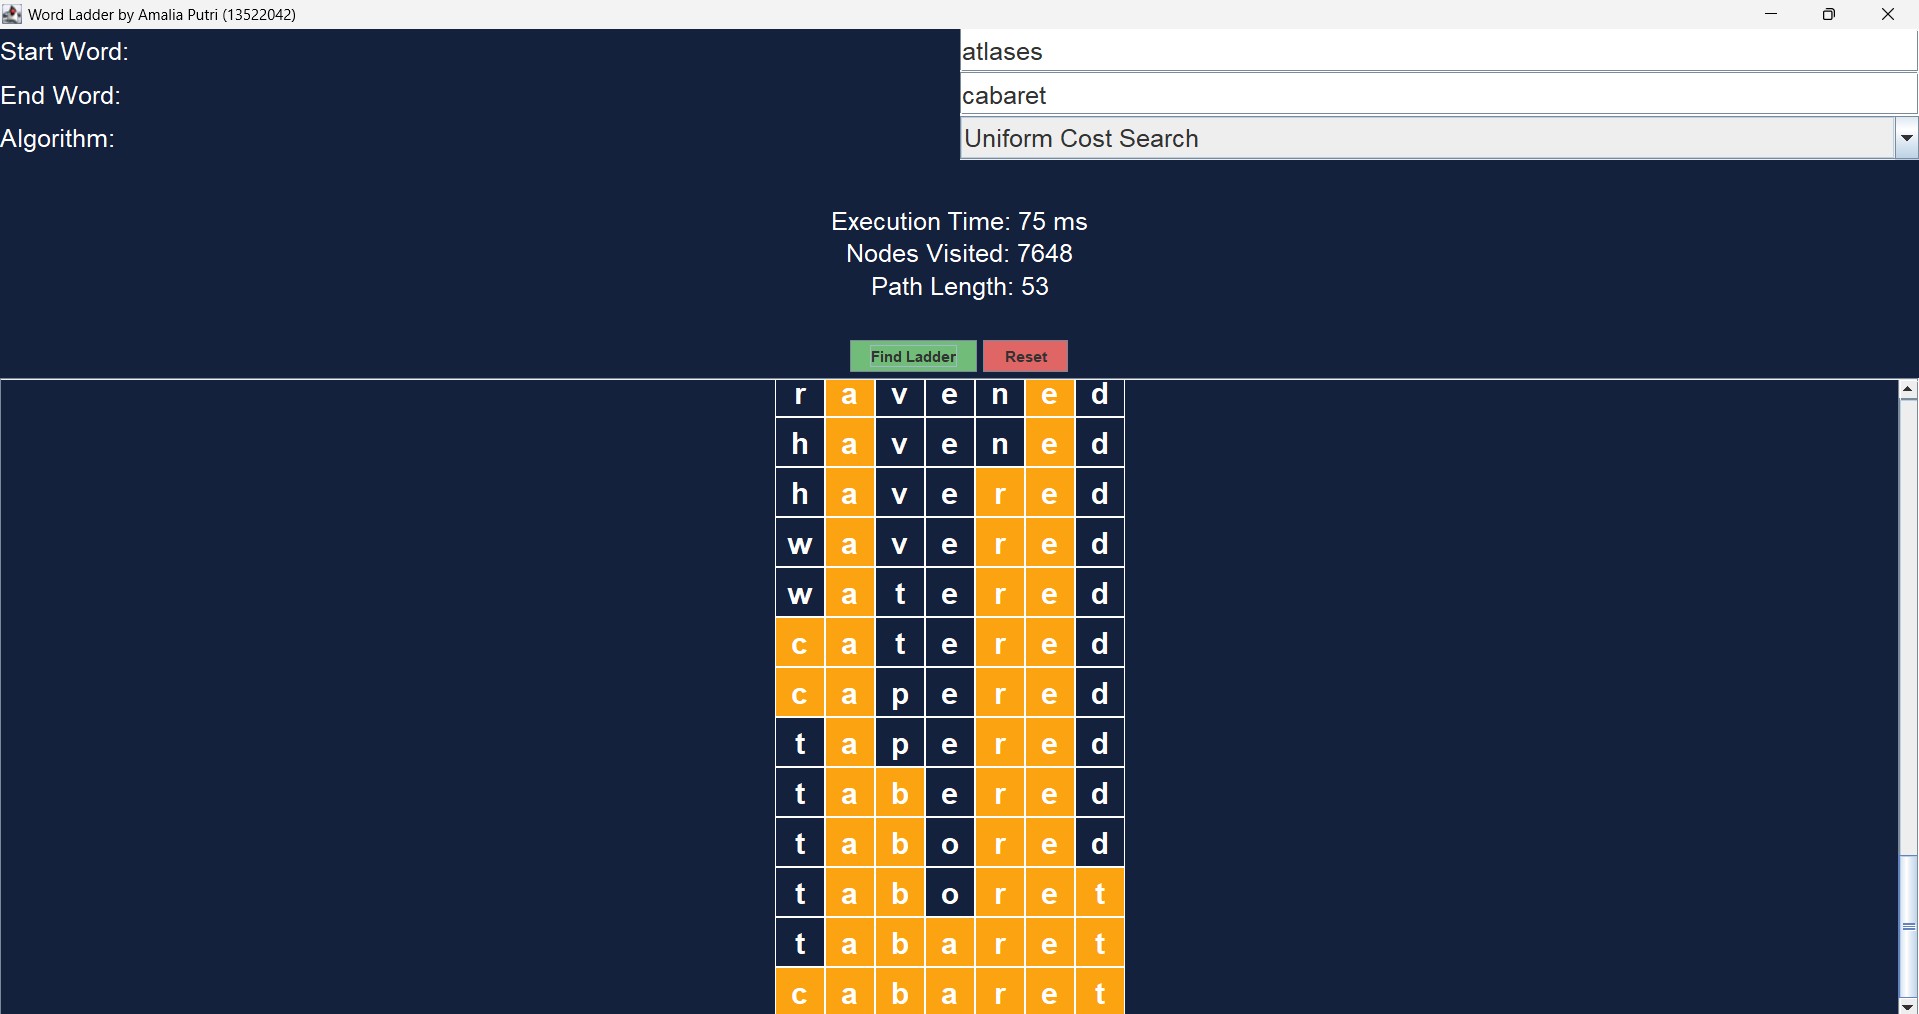 Word Ladder by Amalia Putri (13522042)
Start Word: atlases
End Word: cabaret
Algorithm: Uniform Cost Search
Execution Time: 75 ms
Nodes Visited: 7648
Path Length: 53
Find Ladder Reset
r a v e n e d
h a v e n e d
h a v e r e d
w a v e r e d
w a t e r e d
c a t e r e d
c a p e r e d
t a p e r e d
t a b e r e d
t a b o r e d
t a b o r e t
t a b a r e t
c a b a r e t